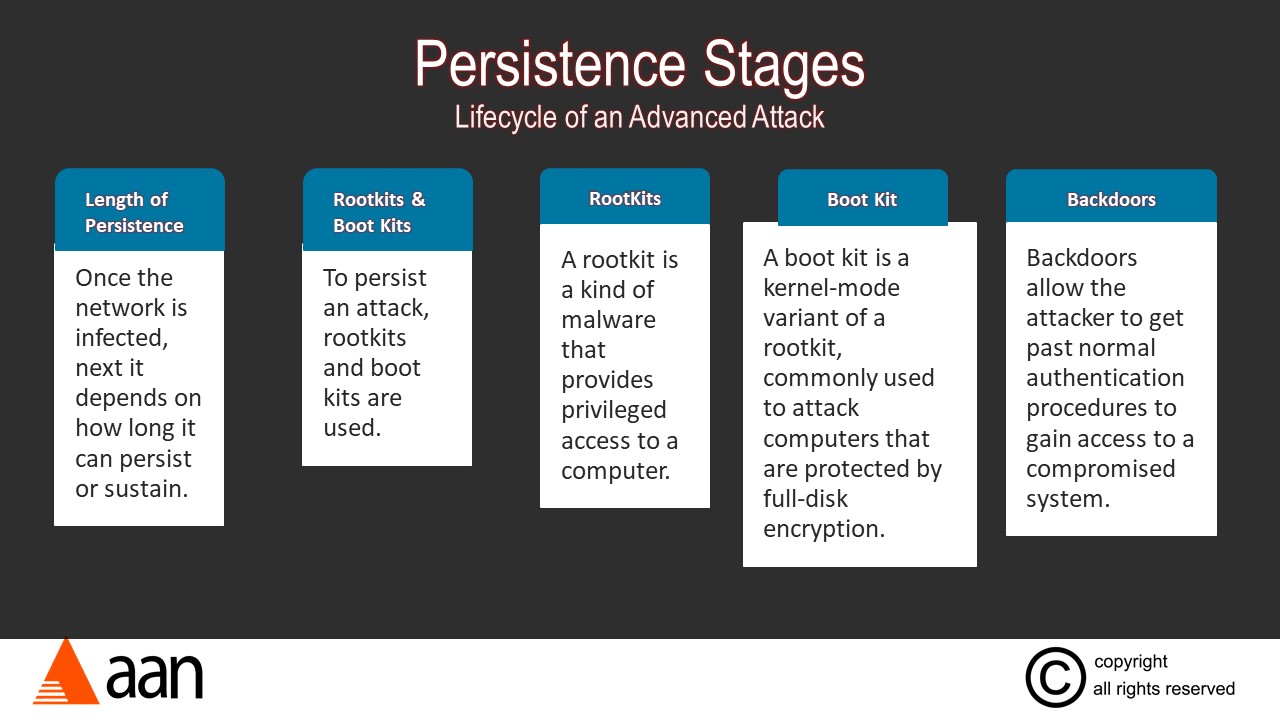 Persistence Stages
Lifecycle of an Advanced Attack
Length of
Persistence
Once the
network is
infected,
next it
depends on
how long it
can persist
or sustain.
Rootkits &
Boot Kits
To persist
an attack,
rootkits
and boot
kits are
used.
RootKits
A rootkit is
a kind of
malware
that
provides
privileged
access to a
computer.
Boot Kit
A boot kit is a
kernel-mode
variant of a
rootkit,
commonly used
to attack
computers that
are protected by
full-disk
encryption.
Backdoors
Backdoors
allow the
attacker to get
past normal
authentication
procedures to
gain access to a
compromised
system.
aan
© copyright
all rights reserved